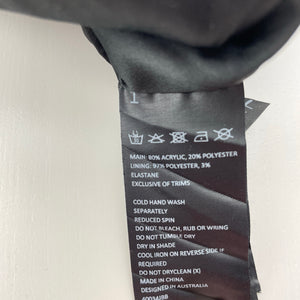 1
MAIN: 80% ACRYLIC, 20% POLYESTER
LINING: 97% POLYESTER, 3%
ELASTANE
EXCLUSIVE OF TRIMS
COLD HAND WASH
SEPARATELY
REDUCED SPIN
DO NOT BLEACH, RUB OR WRING
DO NOT TUMBLE DRY
DRY IN SHADE
COOL IRON ON REVERSE SIDE IF
REQUIRED
DO NOT DRYCLEAN (X)
MADE IN CHINA
DESIGNED IN AUSTRALIA